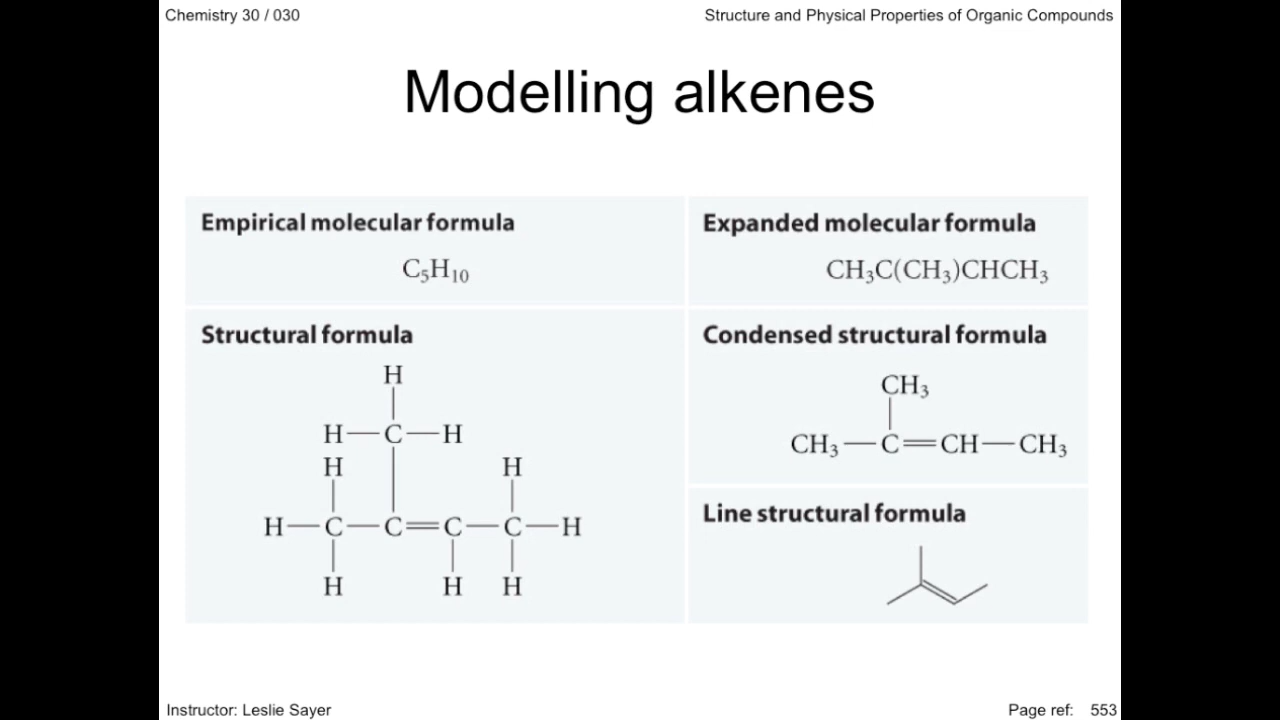 Chemistry 30 / 030
Structure and Physical Properties of Organic Compounds
Modelling alkenes
Empirical molecular formula
C₅H₁₀
Expanded molecular formula
CH₃C(CH₃)CHCH₃
Structural formula
H
H—C—H
H H
H—C—C=C—C—H
H H H
Condensed structural formula
CH₃
CH₃—C=CH—CH₃
Line structural formula
Instructor: Leslie Sayer
Page ref: 553